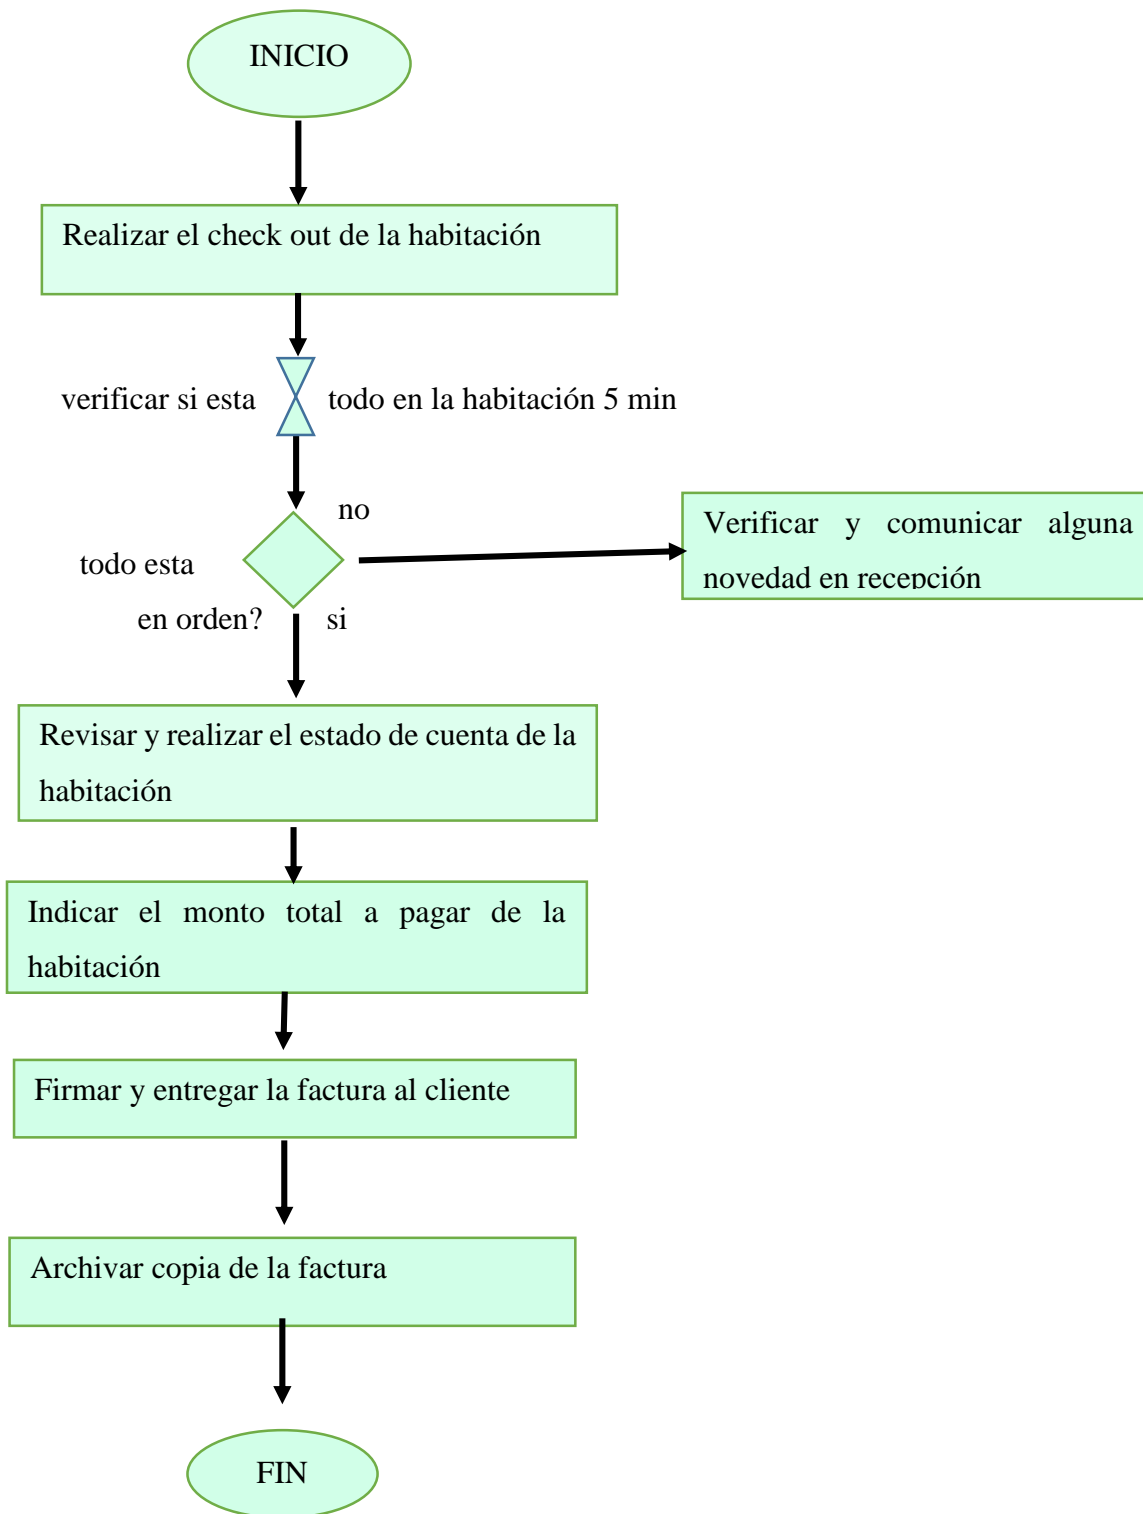 INICIO
Realizar el check out de la habitación
verificar si esta todo en la habitación 5 min
no
Verificar y comunicar alguna
novedad en recepción
todo esta
en orden? si
Revisar y realizar el estado de cuenta de la
habitación
Indicar el monto total a pagar de la
habitación
Firmar y entregar la factura al cliente
Archivar copia de la factura
FIN